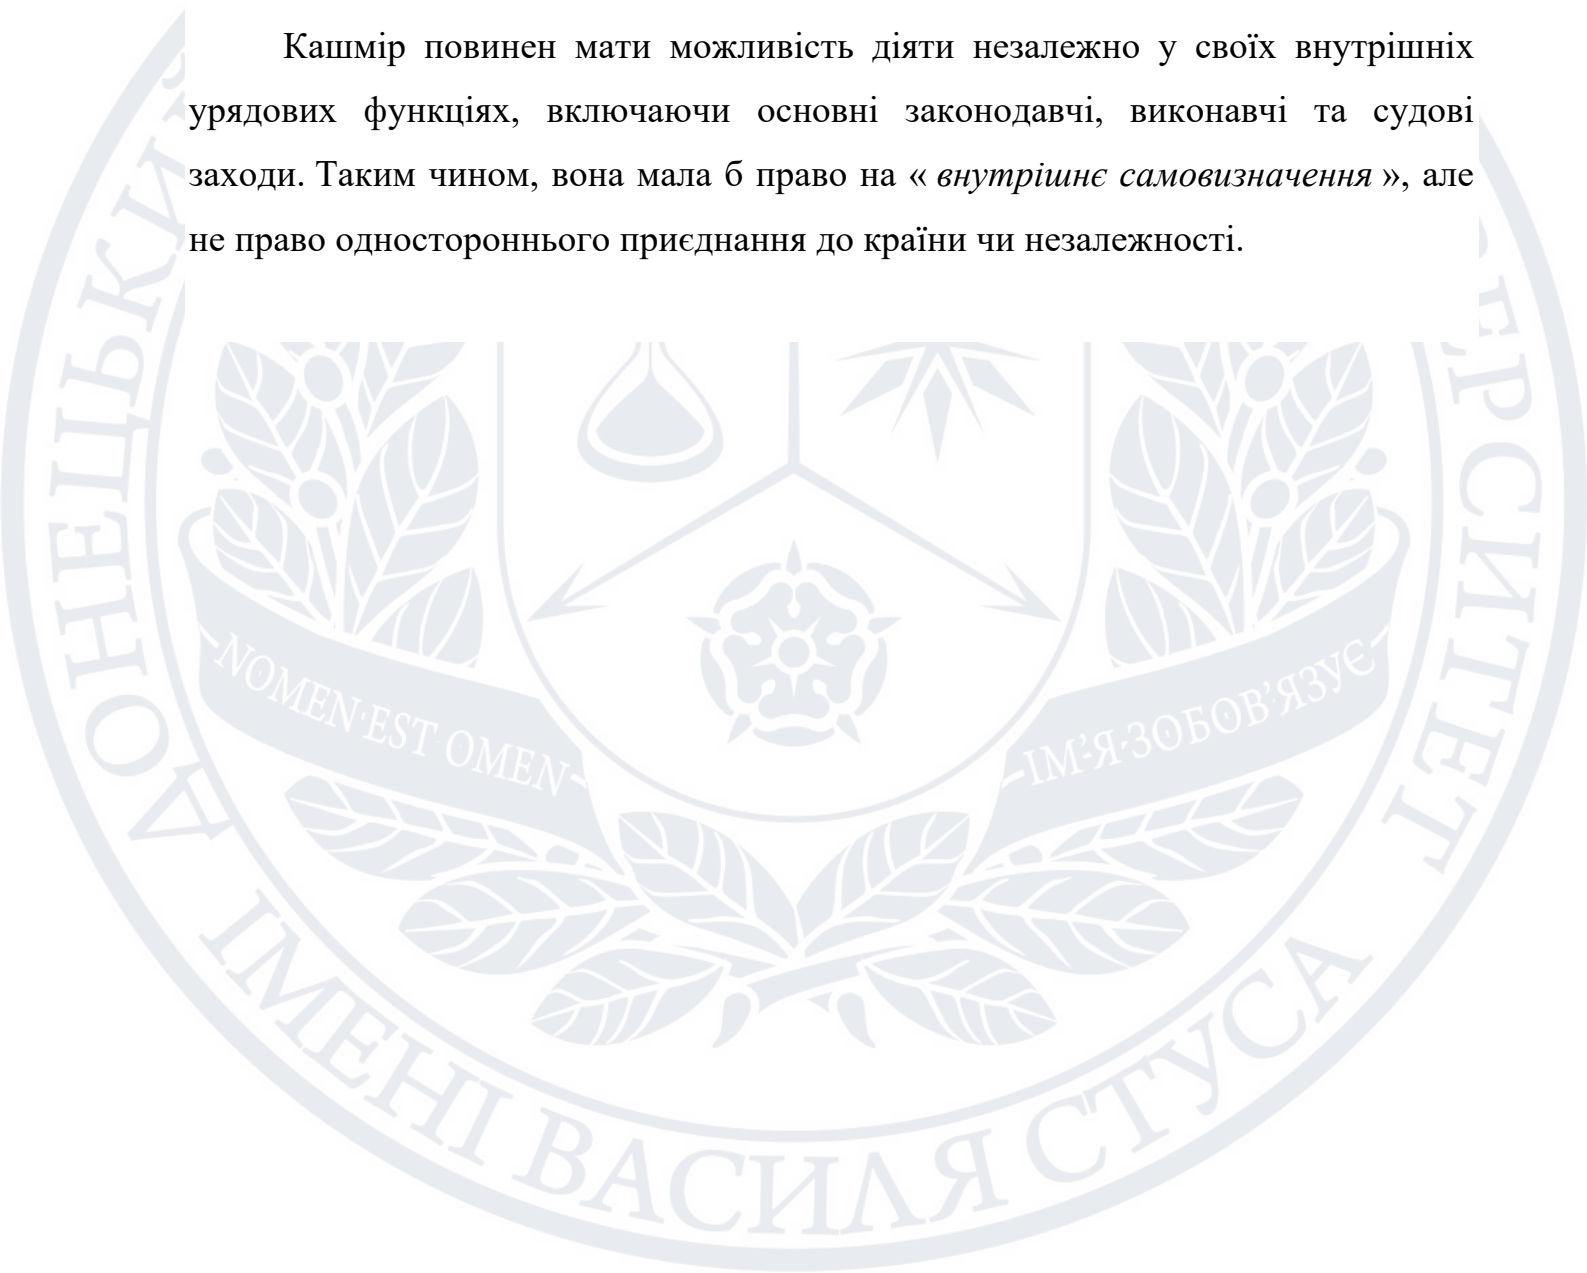 Кашмір повинен мати можливість діяти незалежно у своїх внутрішніх
урядових функціях, включаючи основні законодавчі, виконавчі та судові
заходи. Таким чином, вона мала б право на « внутрішнє самовизначення », але
не право одностороннього приєднання до країни чи незалежності.
ДОНЕЦЬКИЙ
ЕРСИТЕТ
NOMEN EST OMEN
ІМ'Я ЗОБОВ'ЯЗУЄ
ІМЕНІ ВАСИЛЯ СТУСА